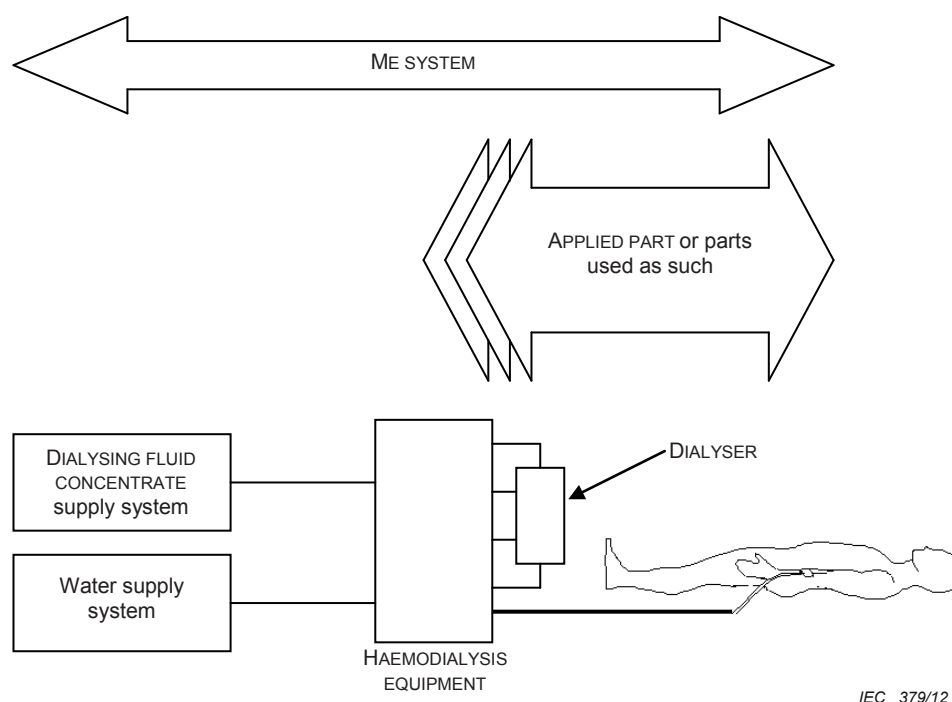 ME SYSTEM
APPLIED PART or parts
used as such
DIALYSING FLUID
CONCENTRATE
supply system
DIALYSER
Water supply
system
HAEMODIALYSIS
EQUIPMENT
IEC 379/12